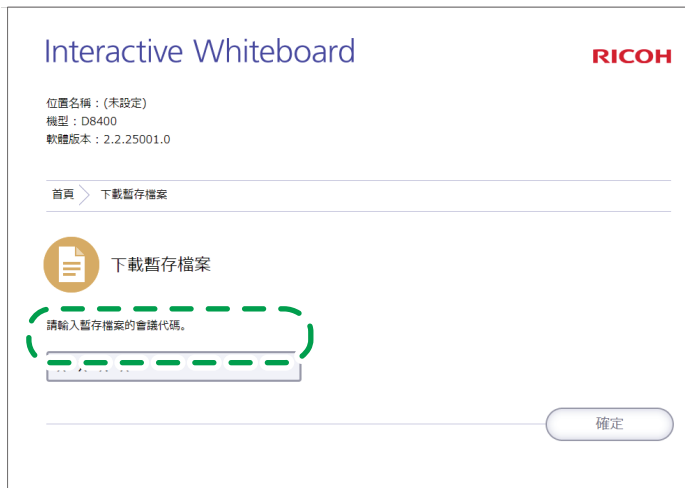 Interactive Whiteboard
RICOH
位置名稱：(未設定)
機型：D8400
軟體版本：2.2.25001.0
首頁
下載暫存檔案
下載暫存檔案
請輸入暫存檔案的會議代碼。
確定